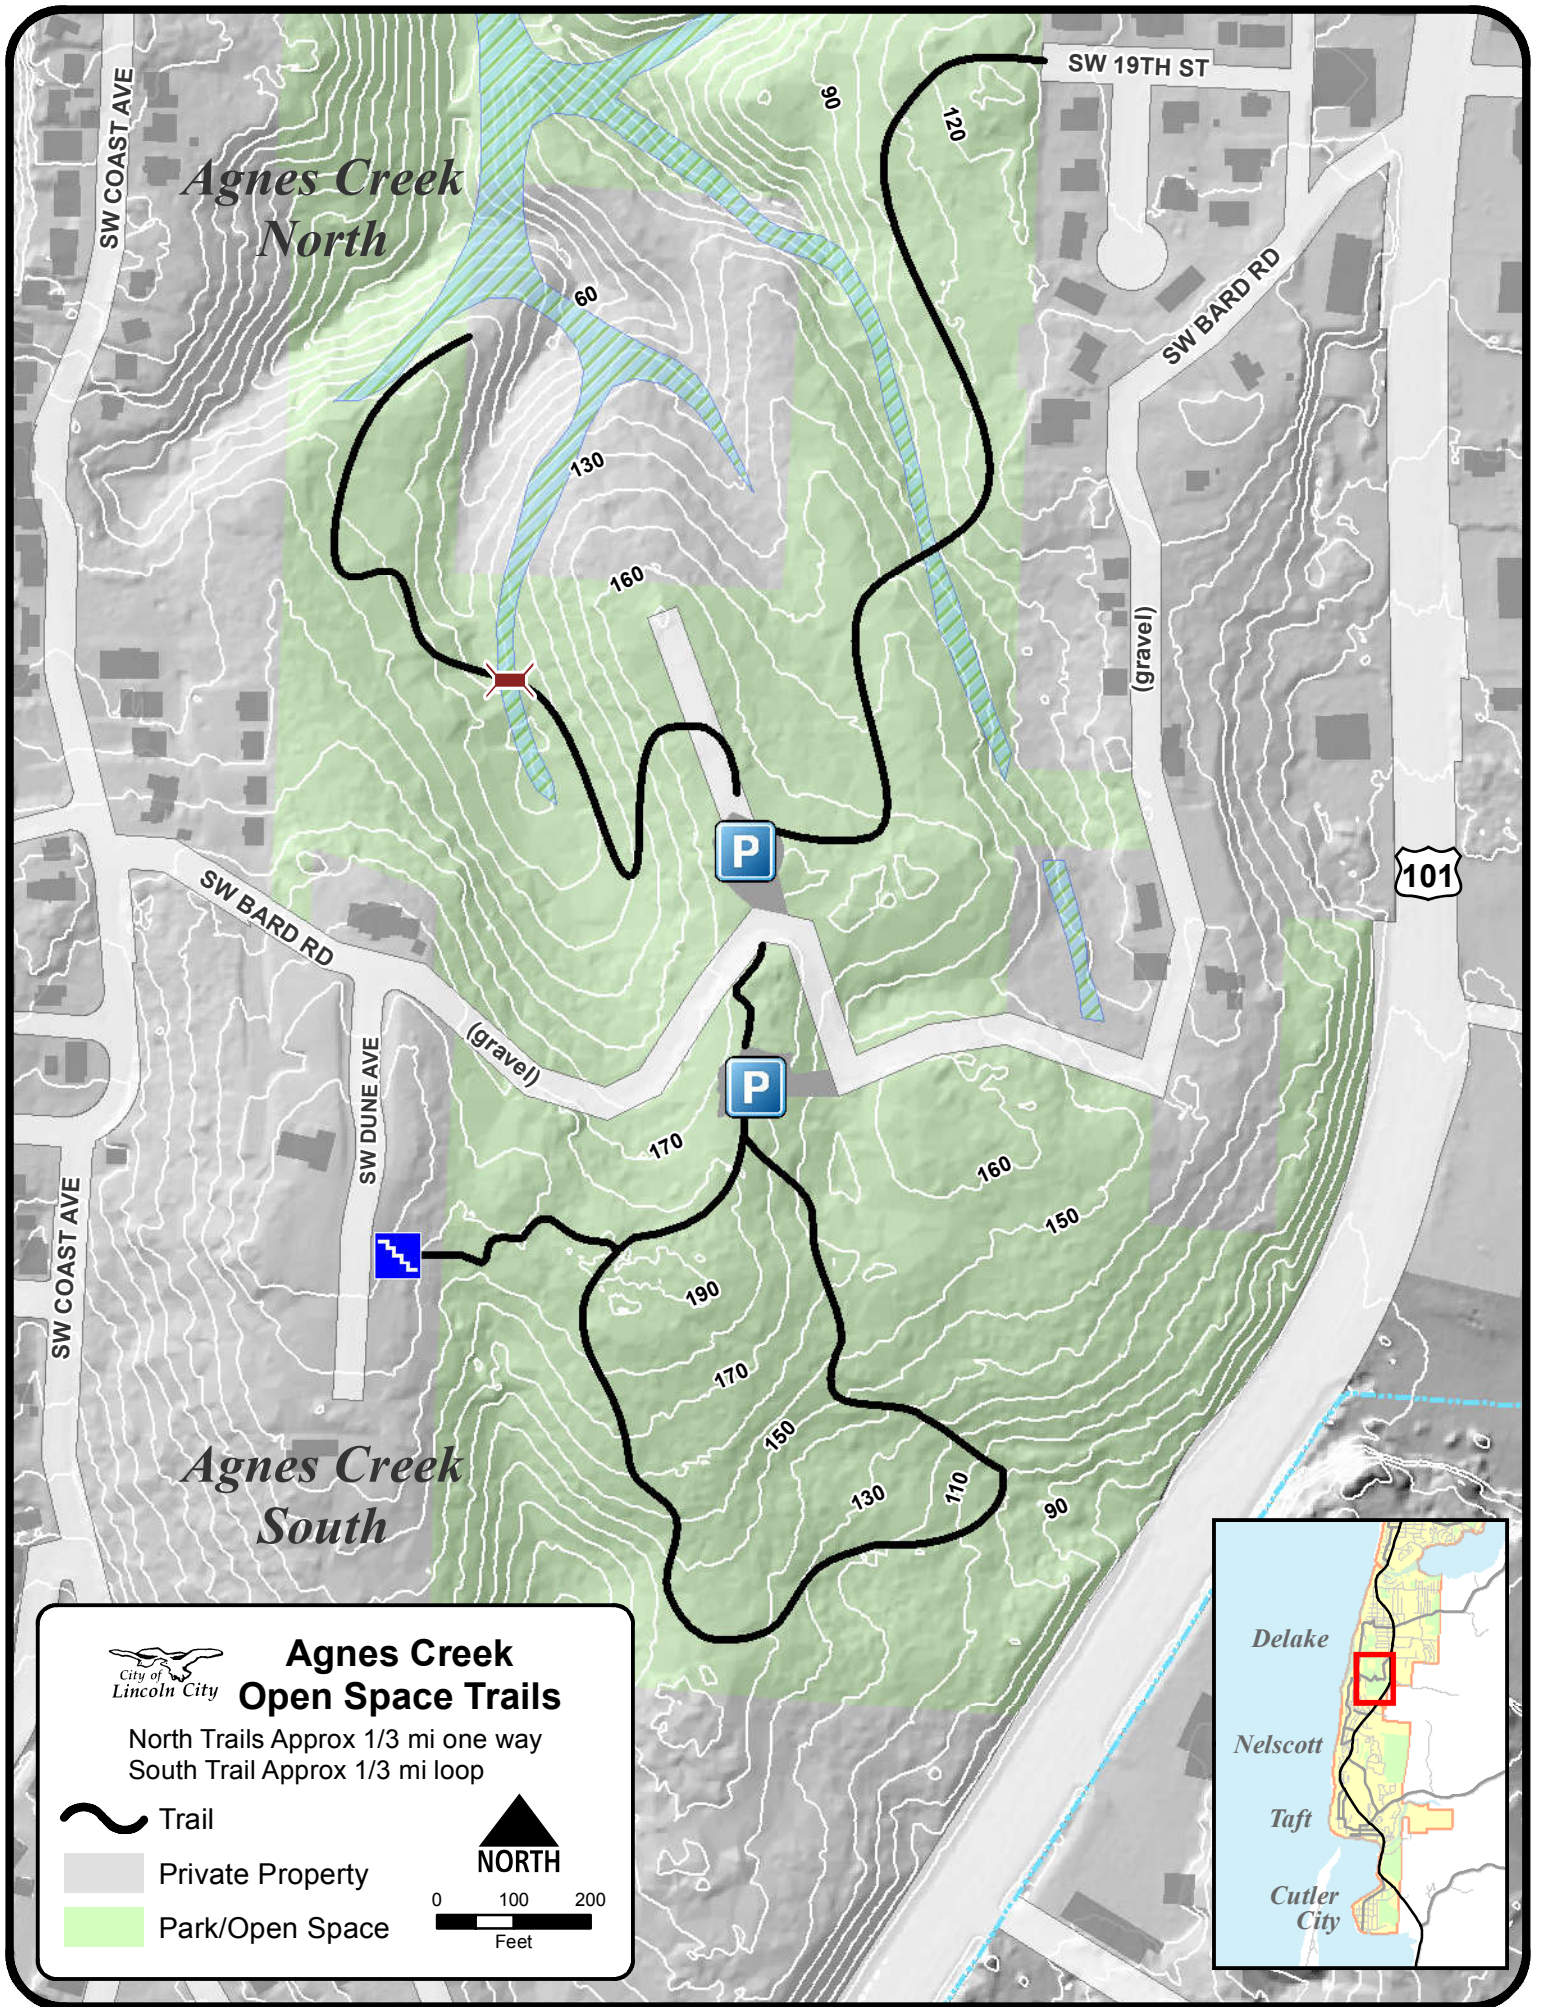 SW COAST AVE
Agnes Creek
North
SW 19TH ST
90
120
SW BARD RD
60
130
160
(gravel)
P
101
SW BARD RD
(gravel)
SW DUNE AVE
P
170
160
150
SW COAST AVE
190
170
150
130
110
90
Agnes Creek
South
City of
Lincoln City
Agnes Creek
Open Space Trails
North Trails Approx 1/3 mi one way
South Trail Approx 1/3 mi loop
Trail
Private Property
Park/Open Space
NORTH
0 100 200
Feet
Delake
Nelscott
Taft
Cutler
City